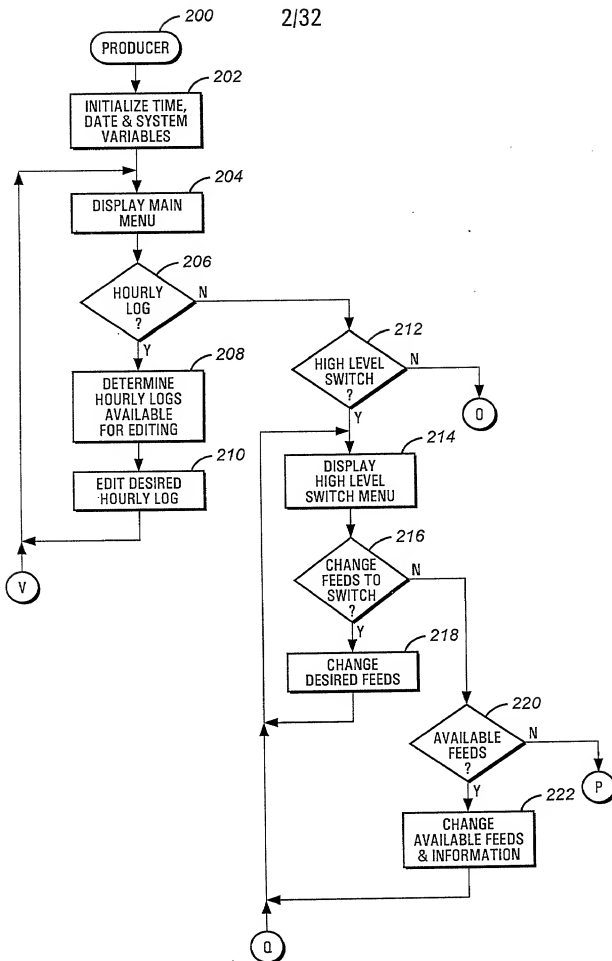 2/32
200
PRODUCER
202
INITIALIZE TIME,
DATE & SYSTEM
VARIABLES
204
DISPLAY MAIN
MENU
206
HOURLY
LOG
?
N
Y
208
DETERMINE
HOURLY LOGS
AVAILABLE
FOR EDITING
210
EDIT DESIRED
HOURLY LOG
V
212
HIGH LEVEL
SWITCH
?
N
Y
O
214
DISPLAY
HIGH LEVEL
SWITCH MENU
216
CHANGE
FEEDS TO
SWITCH
?
N
Y
218
CHANGE
DESIRED FEEDS
220
AVAILABLE
FEEDS
?
N
Y
P
222
CHANGE
AVAILABLE FEEDS
& INFORMATION
Q